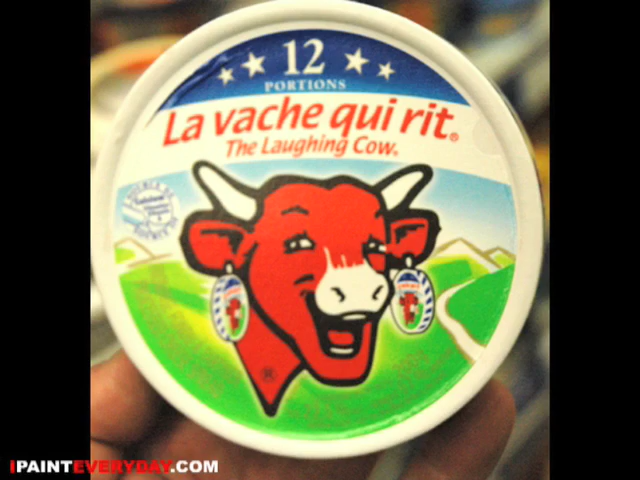 12
PORTIONS
La vache qui rit®
The Laughing Cow®
®
iPAINTEVERYDAY.COM